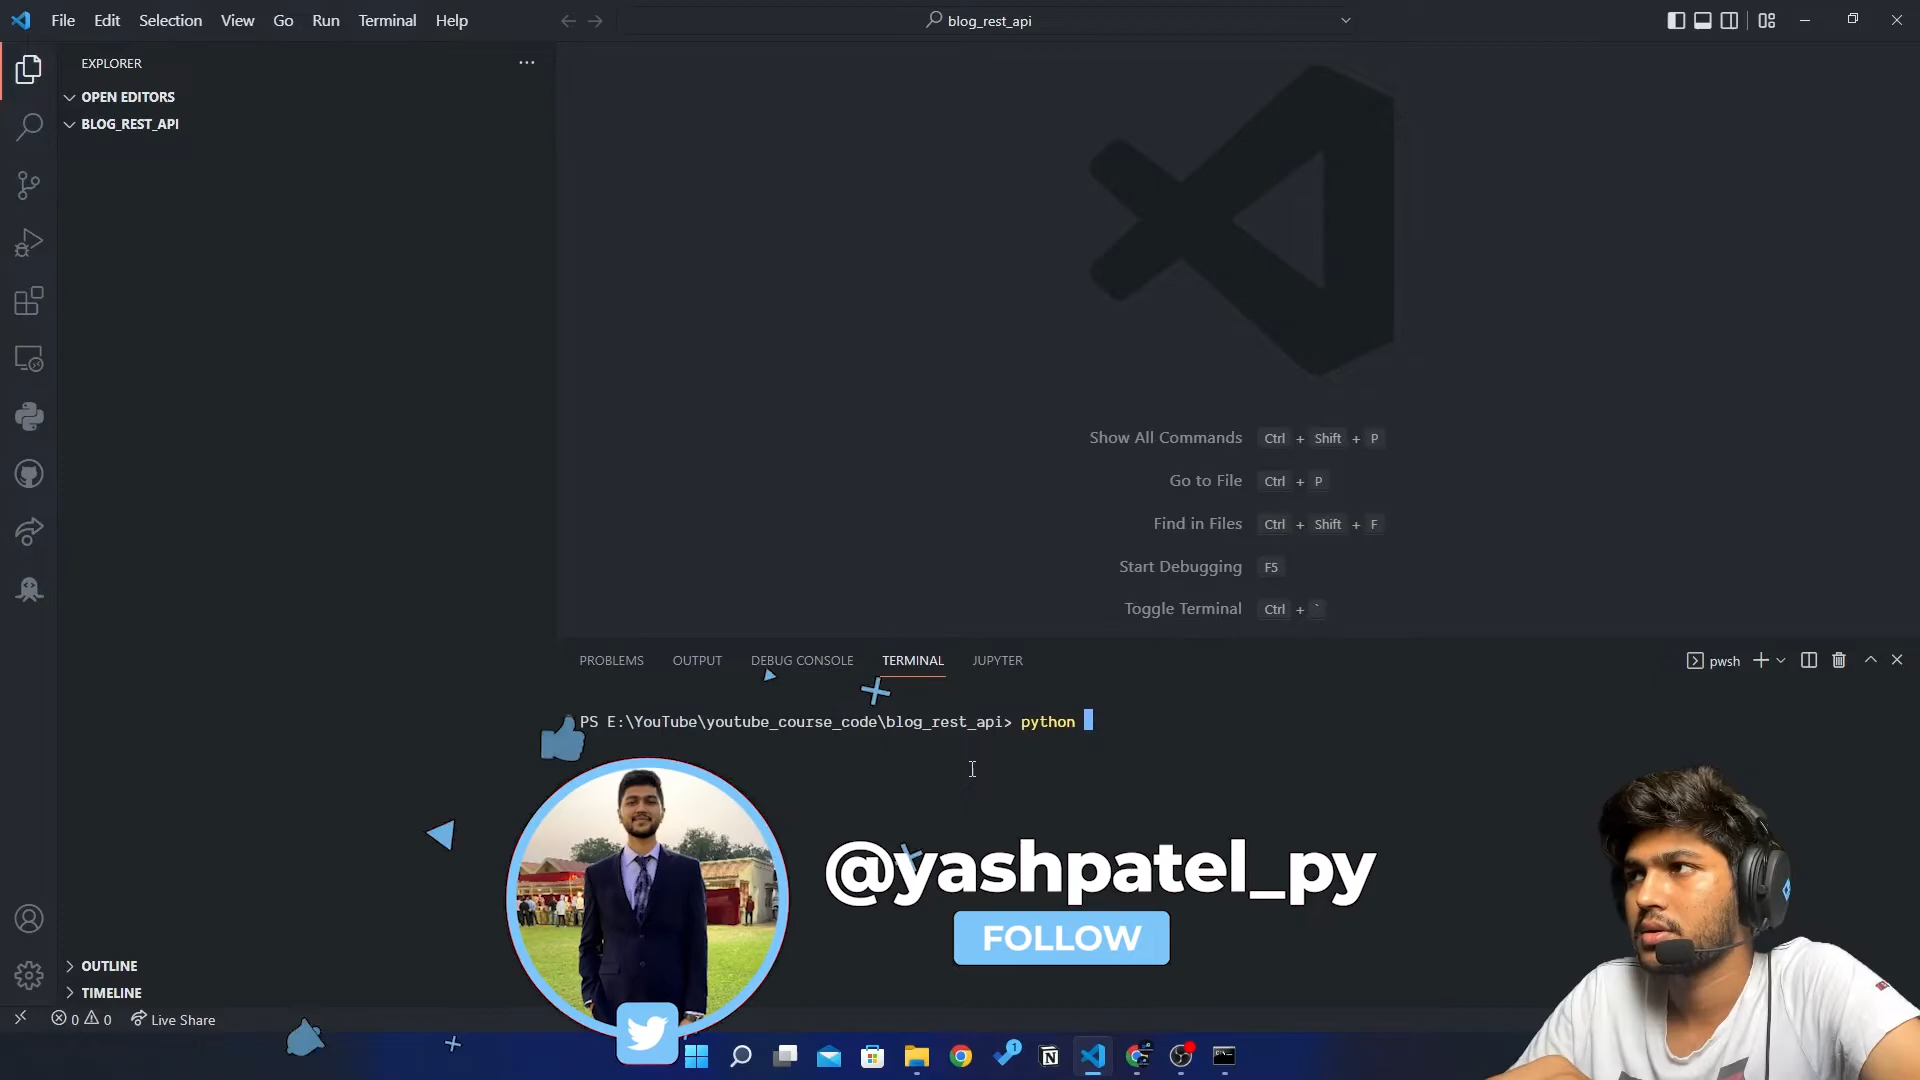 File Edit Selection View Go Run Terminal Help
blog_rest_api
EXPLORER
OPEN EDITORS
BLOG_REST_API
Show All Commands Ctrl + Shift + P
Go to File Ctrl + P
Find in Files Ctrl + Shift + F
Start Debugging F5
Toggle Terminal Ctrl + `
PROBLEMS OUTPUT DEBUG CONSOLE TERMINAL JUPYTER
pwsh
PS E:\YouTube\youtube_course_code\blog_rest_api> python
@yashpatel_py
FOLLOW
OUTLINE
TIMELINE
0 0 Live Share
1